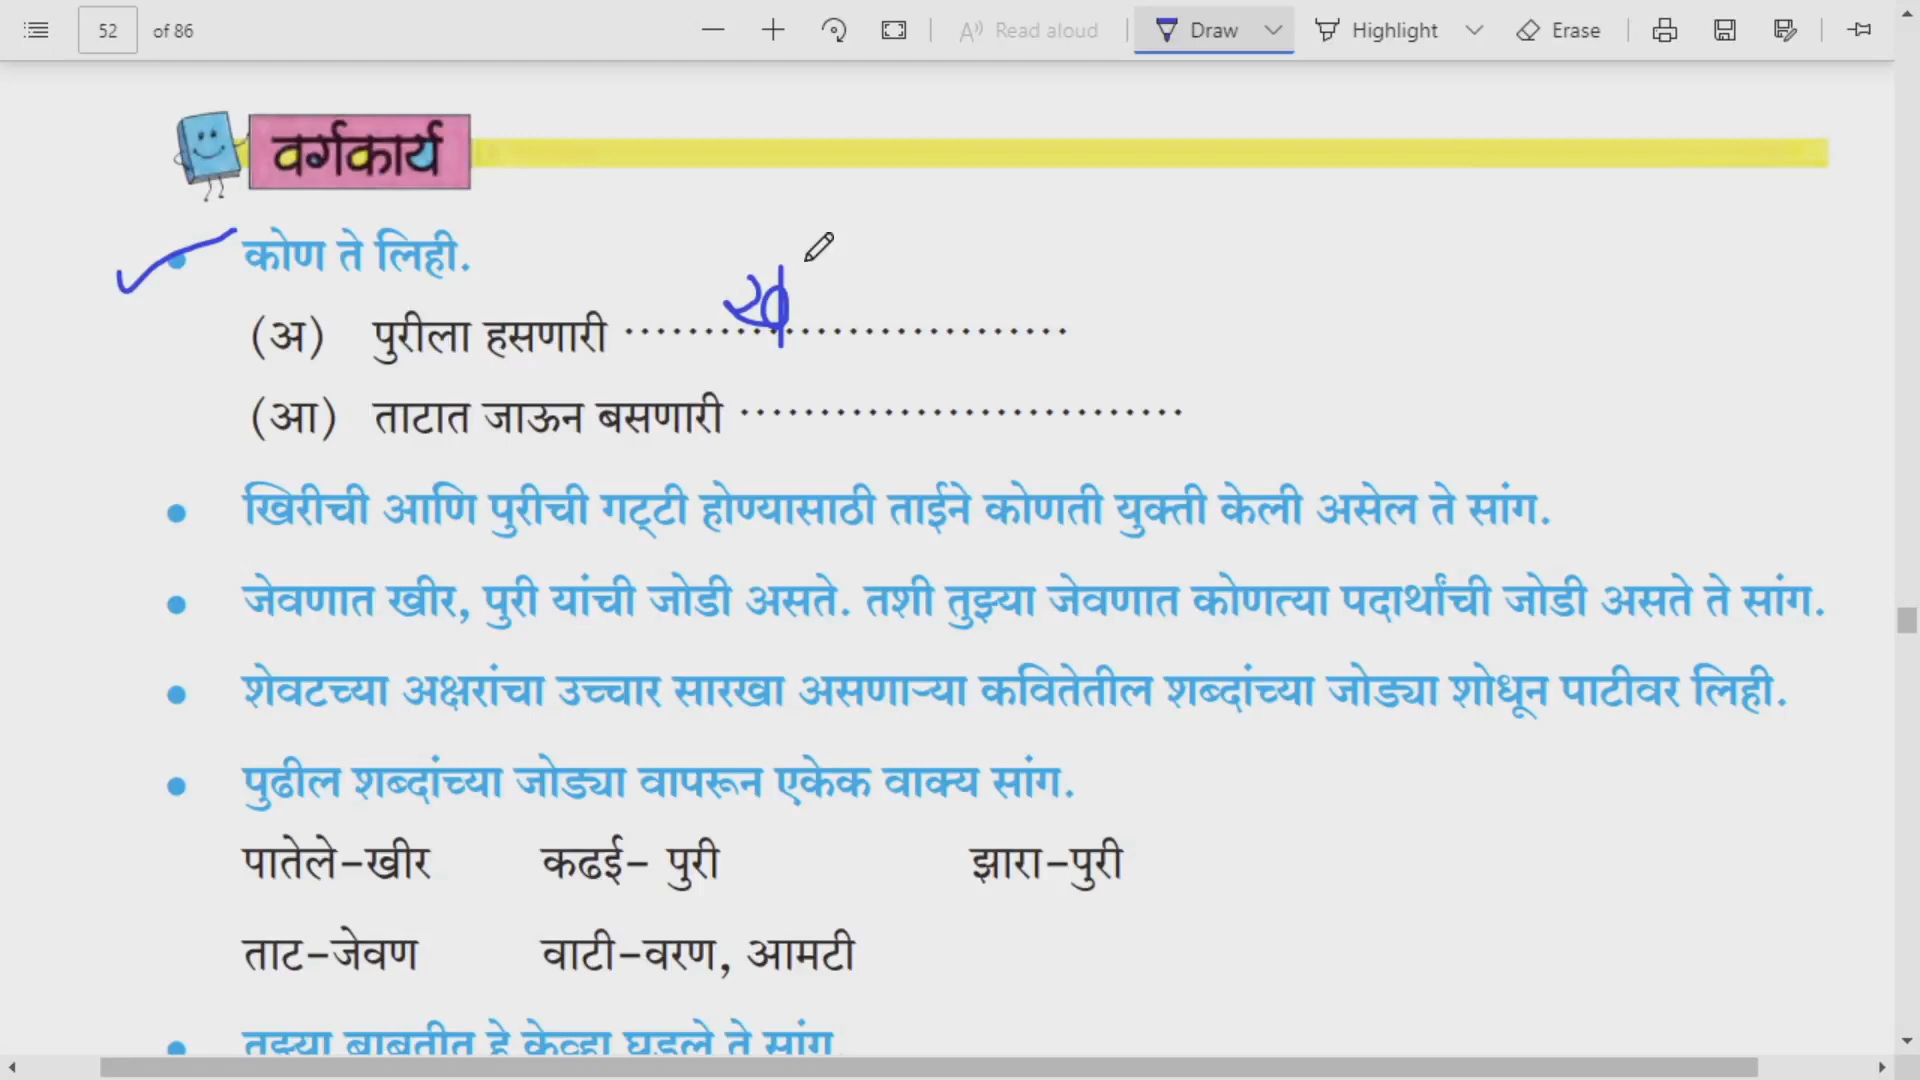 52 of 86 Read aloud Draw Highlight Erase
वर्गकार्य
कोण ते लिही.
ख
(अ) पुरीला हसणारी ............................
(आ) ताटात जाऊन बसणारी ............................
खिरीची आणि पुरीची गट्टी होण्यासाठी ताईने कोणती युक्ती केली असेल ते सांग.
जेवणात खीर, पुरी यांची जोडी असते. तशी तुझ्या जेवणात कोणत्या पदार्थांची जोडी असते ते सांग.
शेवटच्या अक्षरांचा उच्चार सारखा असणाऱ्या कवितेतील शब्दांच्या जोड्या शोधून पाटीवर लिही.
पुढील शब्दांच्या जोड्या वापरून एकेक वाक्य सांग.
पातेले-खीर कढई- पुरी झारा-पुरी
ताट-जेवण वाटी-वरण, आमटी
तुझ्या बाबतीत हे केव्हा घडले ते सांग.